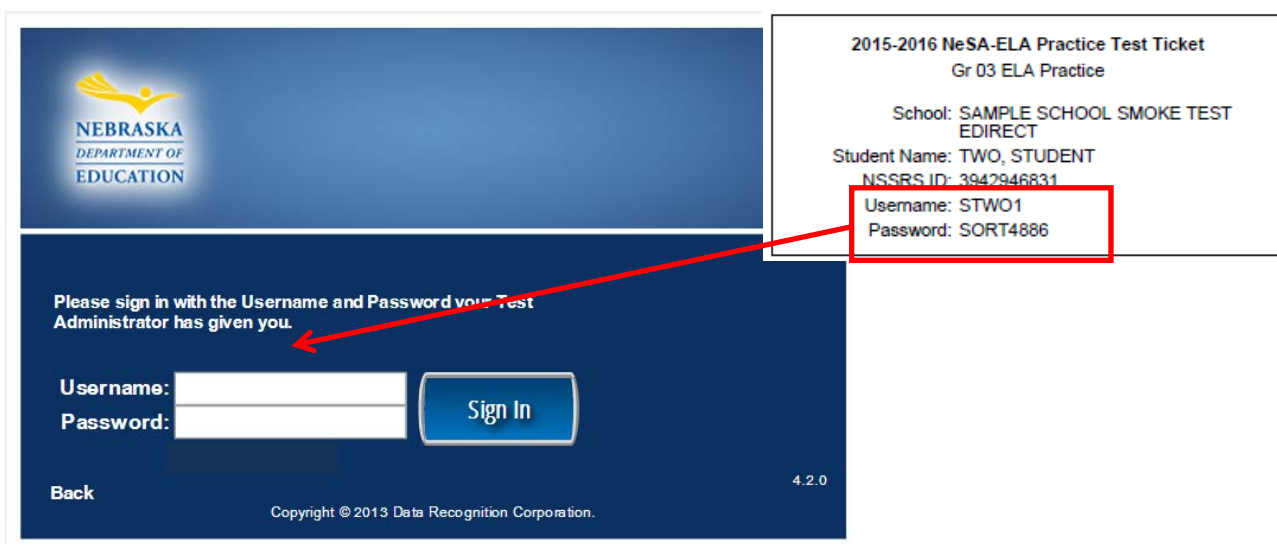 NEBRASKA
DEPARTMENT OF
EDUCATION
2015-2016 NeSA-ELA Practice Test Ticket
Gr 03 ELA Practice
School: SAMPLE SCHOOL SMOKE TEST
EDIRECT
Student Name: TWO, STUDENT
NSSRS ID: 3942946831
Username: STWO1
Password: SORT4886
Please sign in with the Username and Password your Test
Administrator has given you.
Username:
Password:
Sign In
Back
4.2.0
Copyright © 2013 Data Recognition Corporation.